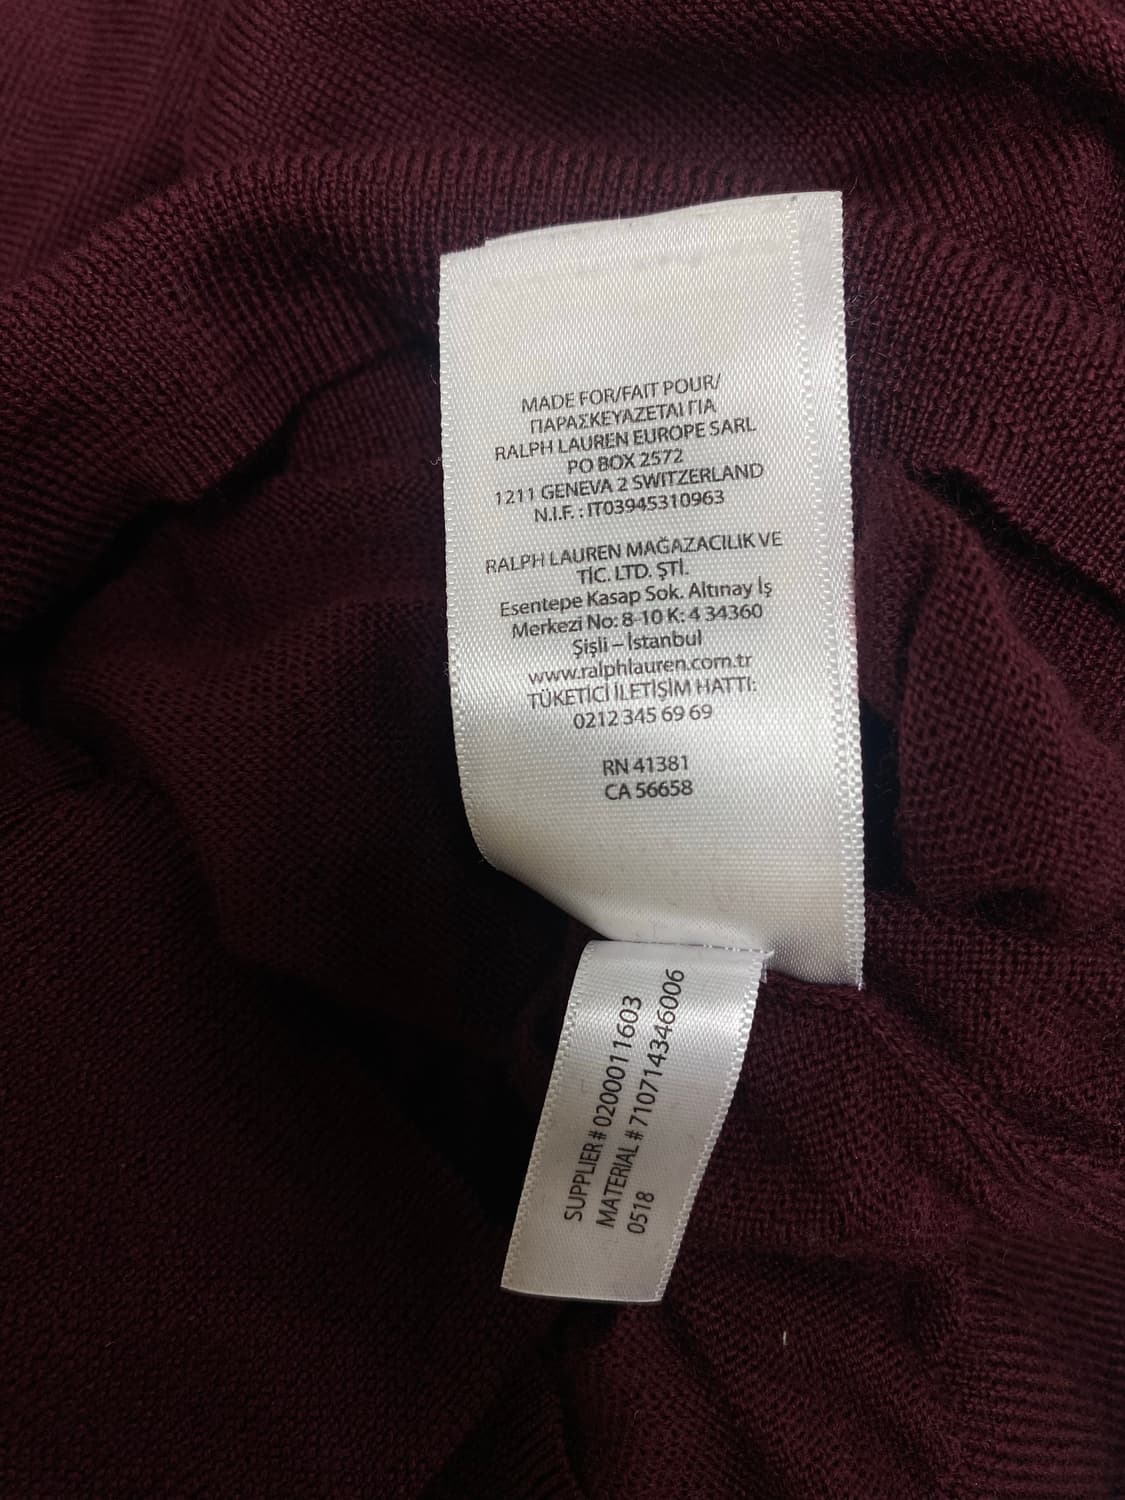 MADE FOR/FAIT POUR/
ΠΑΡΑΣΚΕΥΑΖΕΤΑΙ ΓΙΑ
RALPH LAUREN EUROPE SARL
PO BOX 2572
1211 GENEVA 2 SWITZERLAND
N.I.F. : IT03945310963
RALPH LAUREN MAĞAZACILIK VE
TİC. LTD. ŞTİ.
Esentepe Kasap Sok. Altınay İş
Merkezi No: 8-10 K: 4 34360
Şişli – İstanbul
www.ralphlauren.com.tr
TÜKETİCİ İLETİŞİM HATTI:
0212 345 69 69
RN 41381
CA 56658
SUPPLIER # 0200011603
MATERIAL # 710714346006
0518